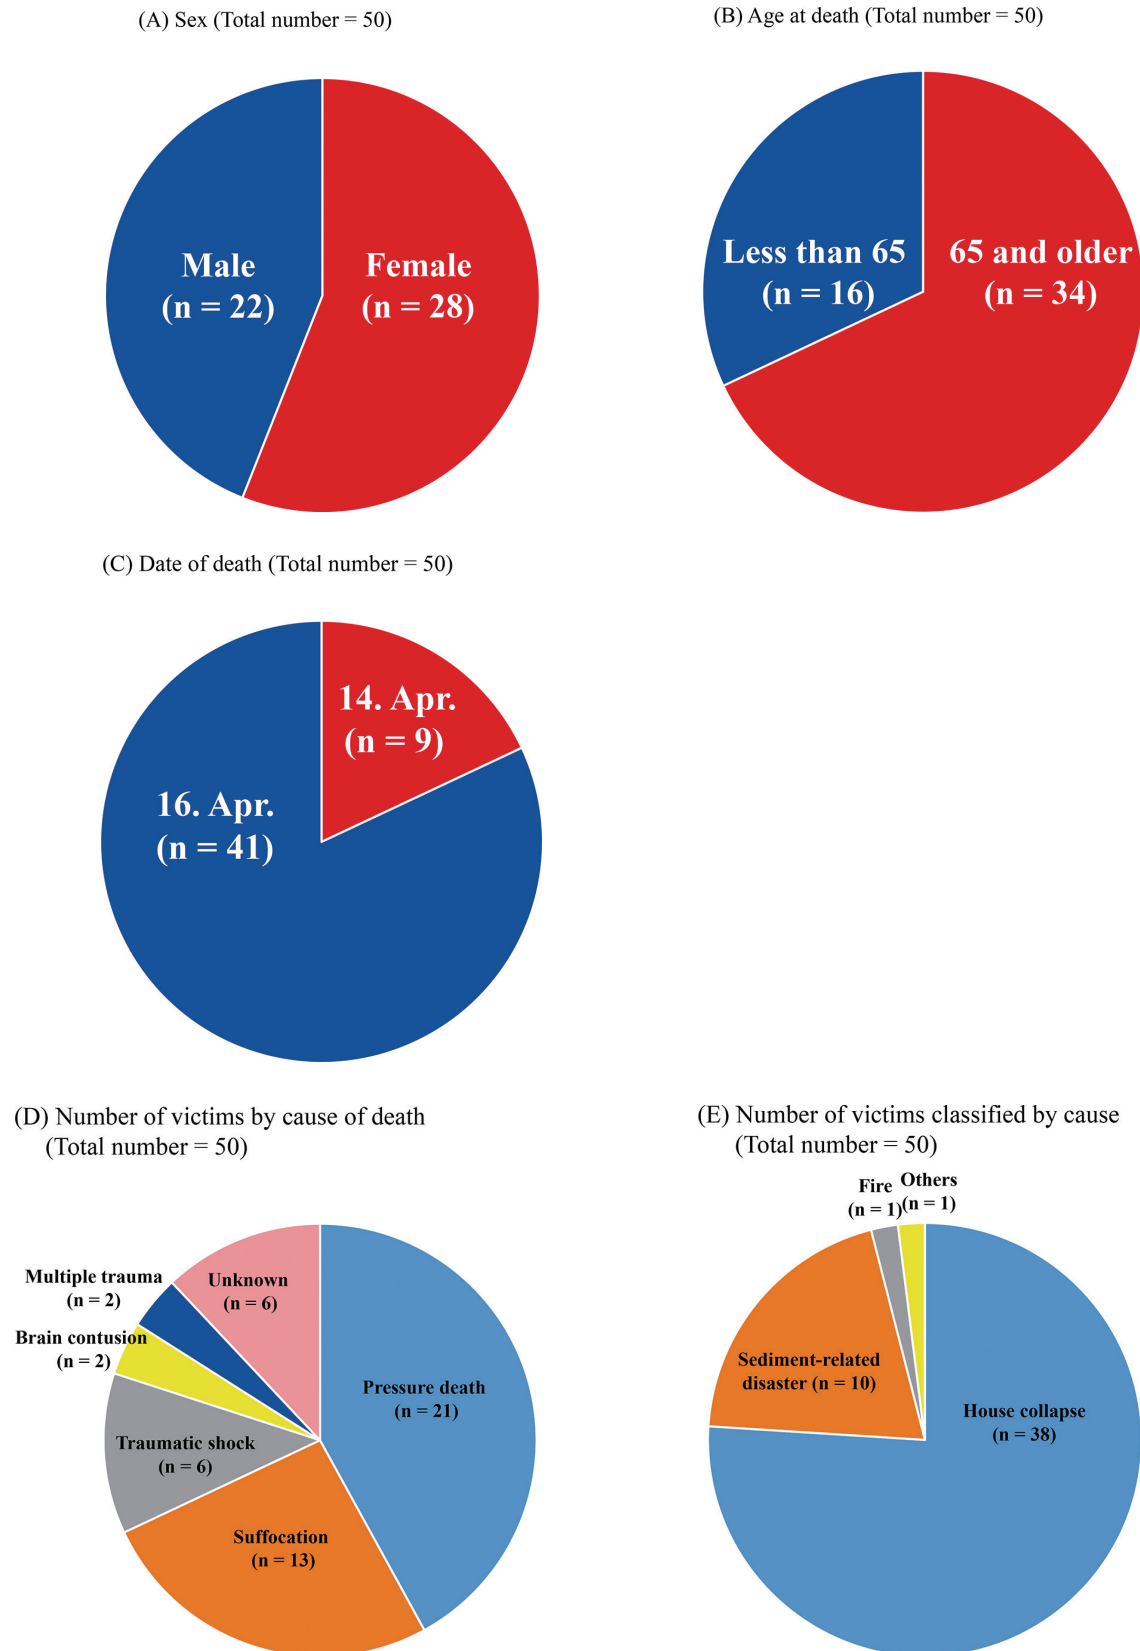 (A) Sex (Total number = 50)
(B) Age at death (Total number = 50)
Male
(n = 22)
Female
(n = 28)
Less than 65
(n = 16)
65 and older
(n = 34)
(C) Date of death (Total number = 50)
14. Apr.
(n = 9)
16. Apr.
(n = 41)
(D) Number of victims by cause of death
(Total number = 50)
Multiple trauma
(n = 2)
Unknown
(n = 6)
Brain contusion
(n = 2)
Pressure death
(n = 21)
Traumatic shock
(n = 6)
Suffocation
(n = 13)
(E) Number of victims classified by cause
(Total number = 50)
Fire
(n = 1)
Others
(n = 1)
Sediment-related
disaster (n = 10)
House collapse
(n = 38)